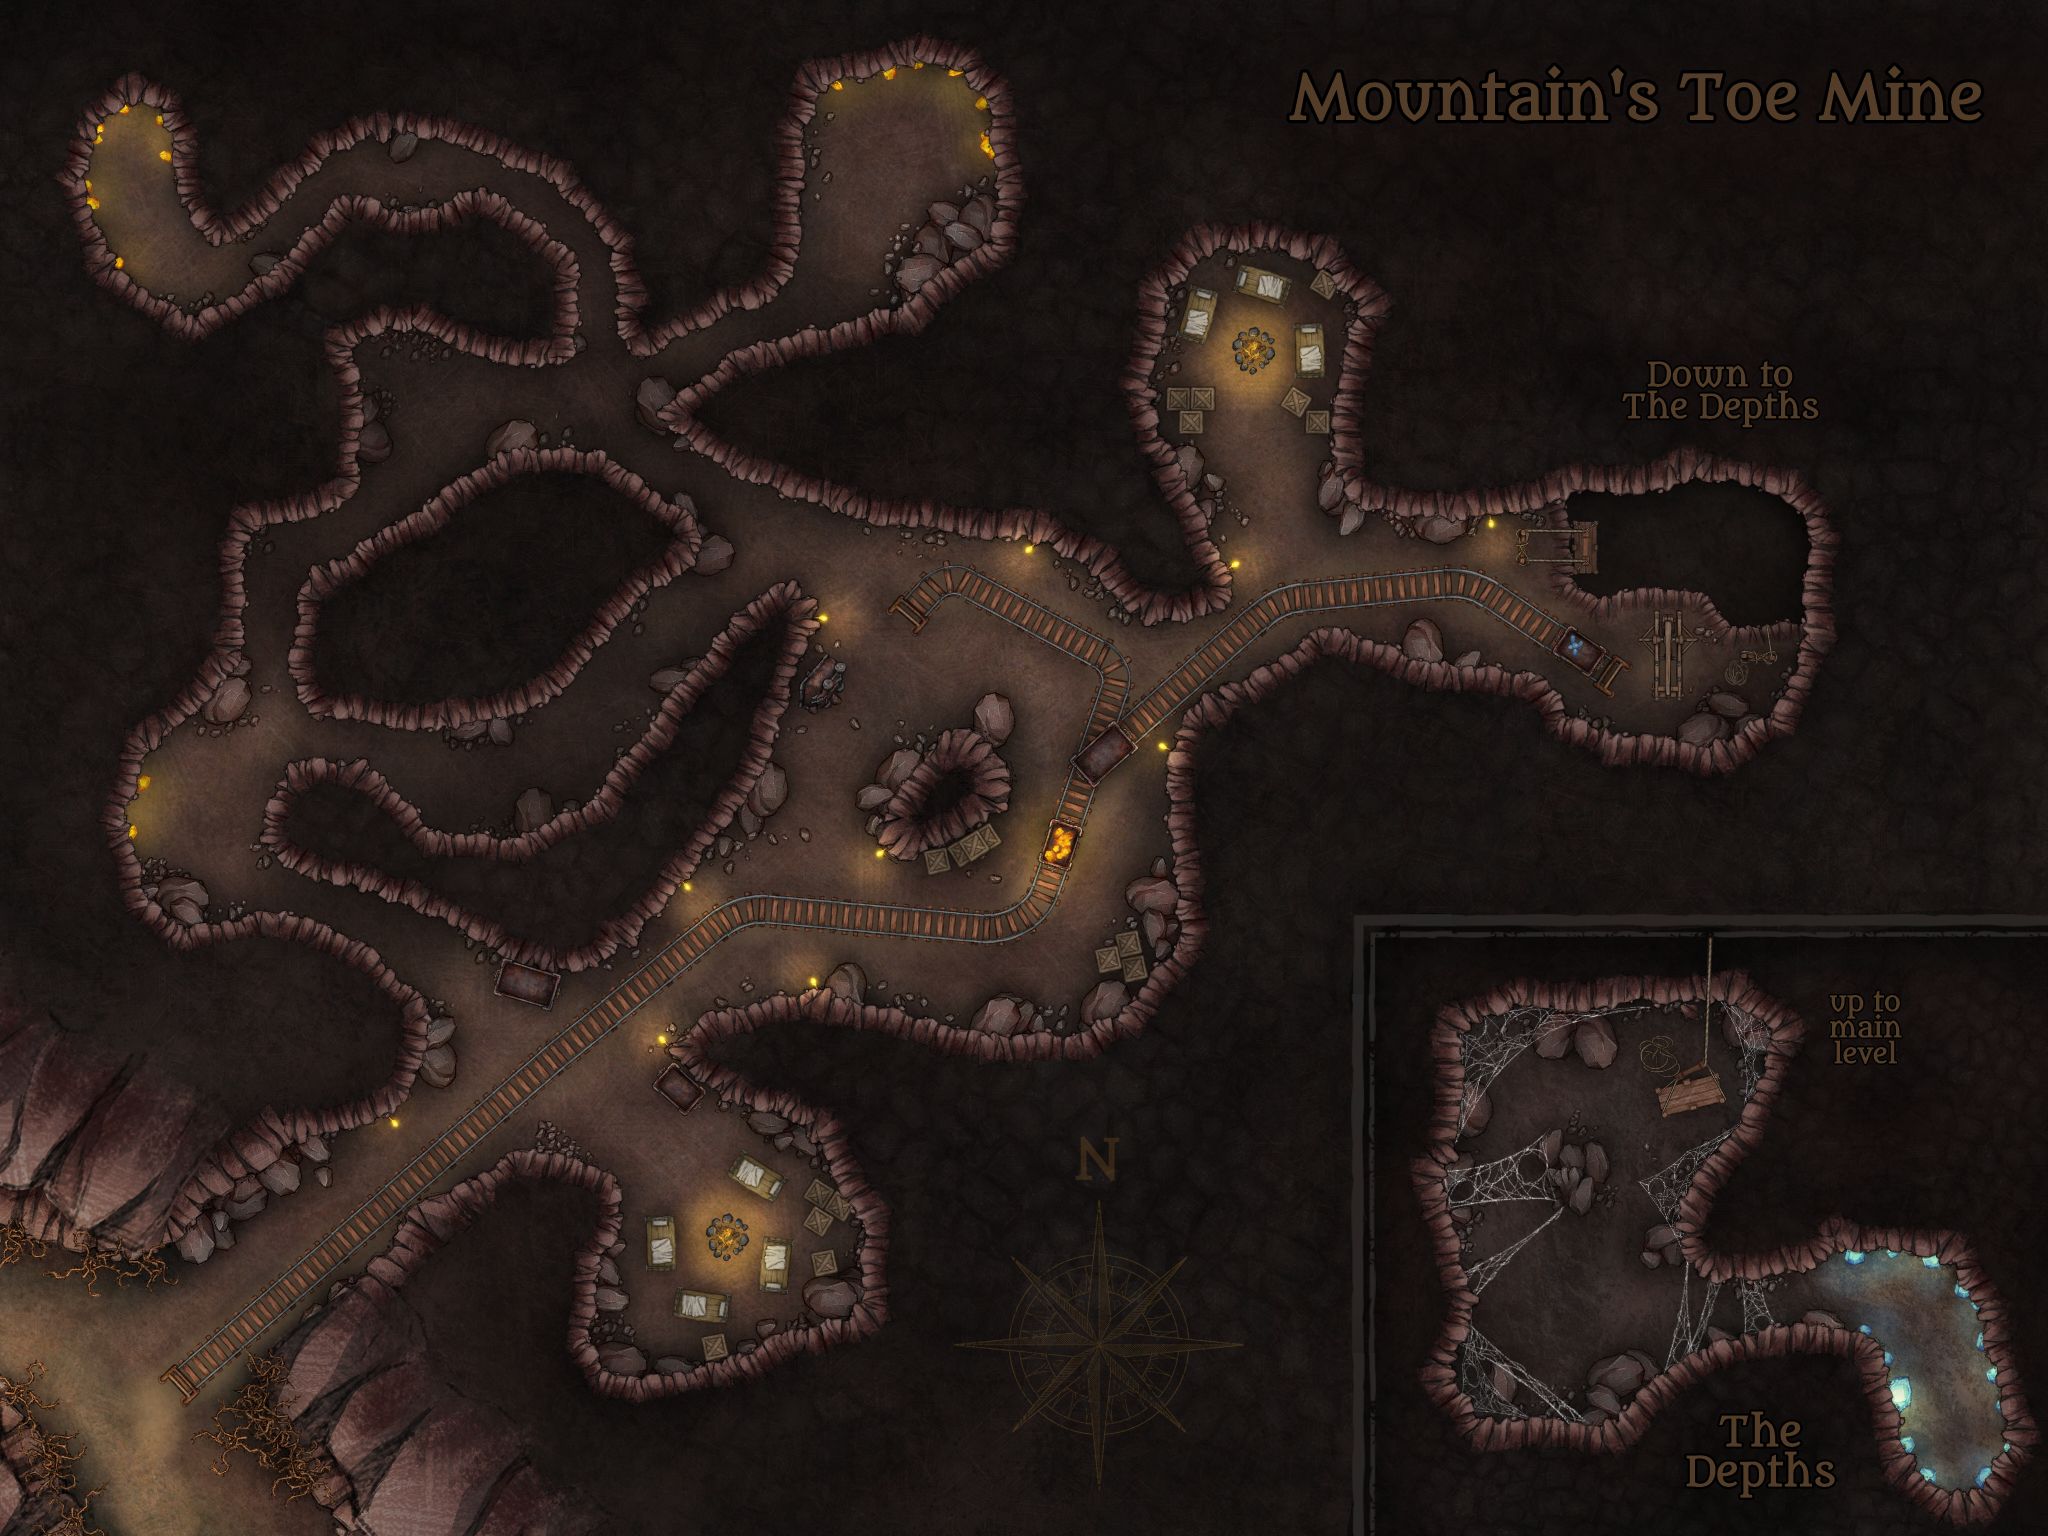 Mountain's Toe Mine
Down to
The Depths
up to
main
level
N
The
Depths